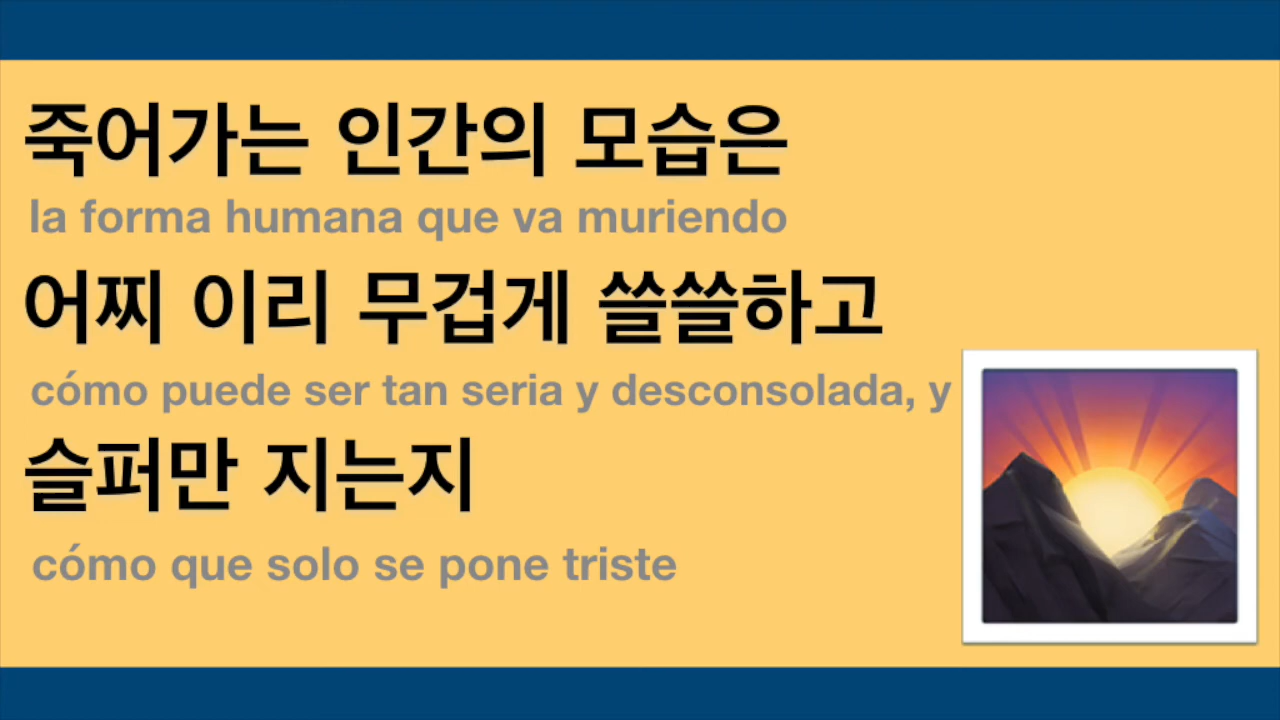 죽어가는 인간의 모습은
la forma humana que va muriendo
어찌 이리 무겁게 쓸쓸하고
cómo puede ser tan seria y desconsolada, y
슬퍼만 지는지
cómo que solo se pone triste